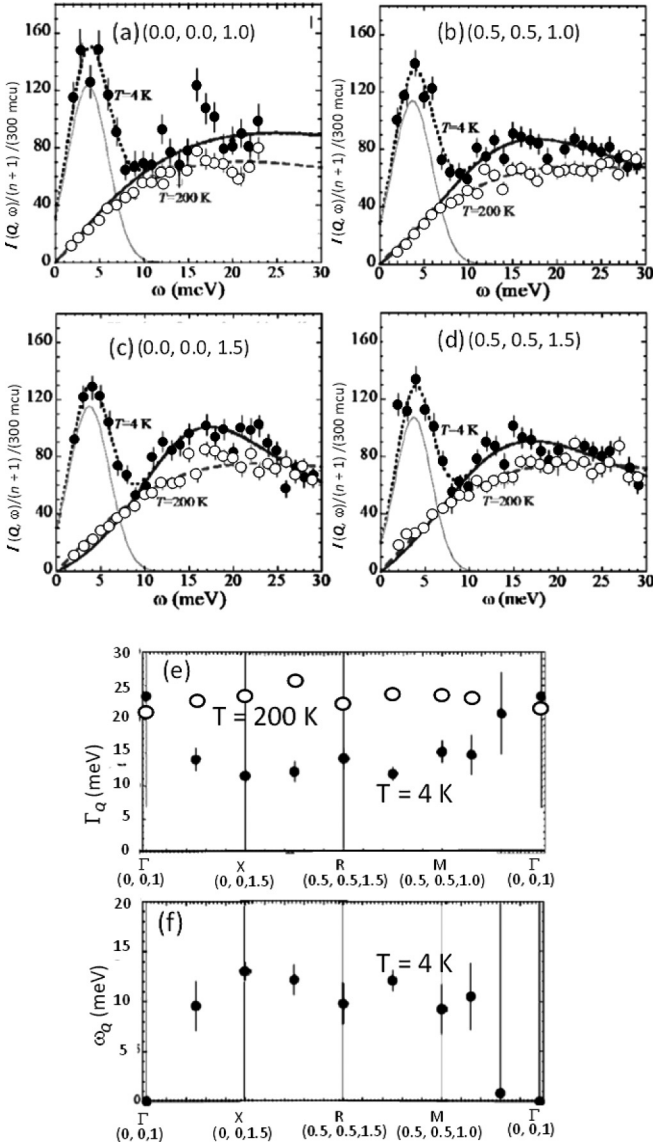 (a) (0.0, 0.0, 1.0)
I (Q, ω)/(n + 1) /(300 mcu)
160
120
80
40
0
T=4 K
T=200 K
0 5 10 15 20 25 30
ω (meV)
(b) (0.5, 0.5, 1.0)
I (Q, ω)/(n + 1) /(300 mcu)
160
120
80
40
0
T=4 K
T=200 K
0 5 10 15 20 25 30
ω (meV)
(c) (0.0, 0.0, 1.5)
I (Q, ω)/(n + 1) /(300 mcu)
160
120
80
40
0
T=4 K
T=200 K
0 5 10 15 20 25 30
ω (meV)
(d) (0.5, 0.5, 1.5)
I (Q, ω)/(n + 1) /(300 mcu)
160
120
80
40
0
T=4 K
T=200 K
0 5 10 15 20 25 30
ω (meV)
(e)
ΓQ (meV)
30
25
20
15
10
5
0
T = 200 K
T = 4 K
Γ X R M Γ
(0, 0,1) (0, 0,1.5) (0.5, 0.5,1.5) (0.5, 0.5,1.0) (0, 0,1)
(f)
ωQ (meV)
20
15
10
5
0
T = 4 K
Γ X R M Γ
(0, 0,1) (0, 0,1.5) (0.5, 0.5,1.5) (0.5, 0.5,1.0) (0, 0,1)